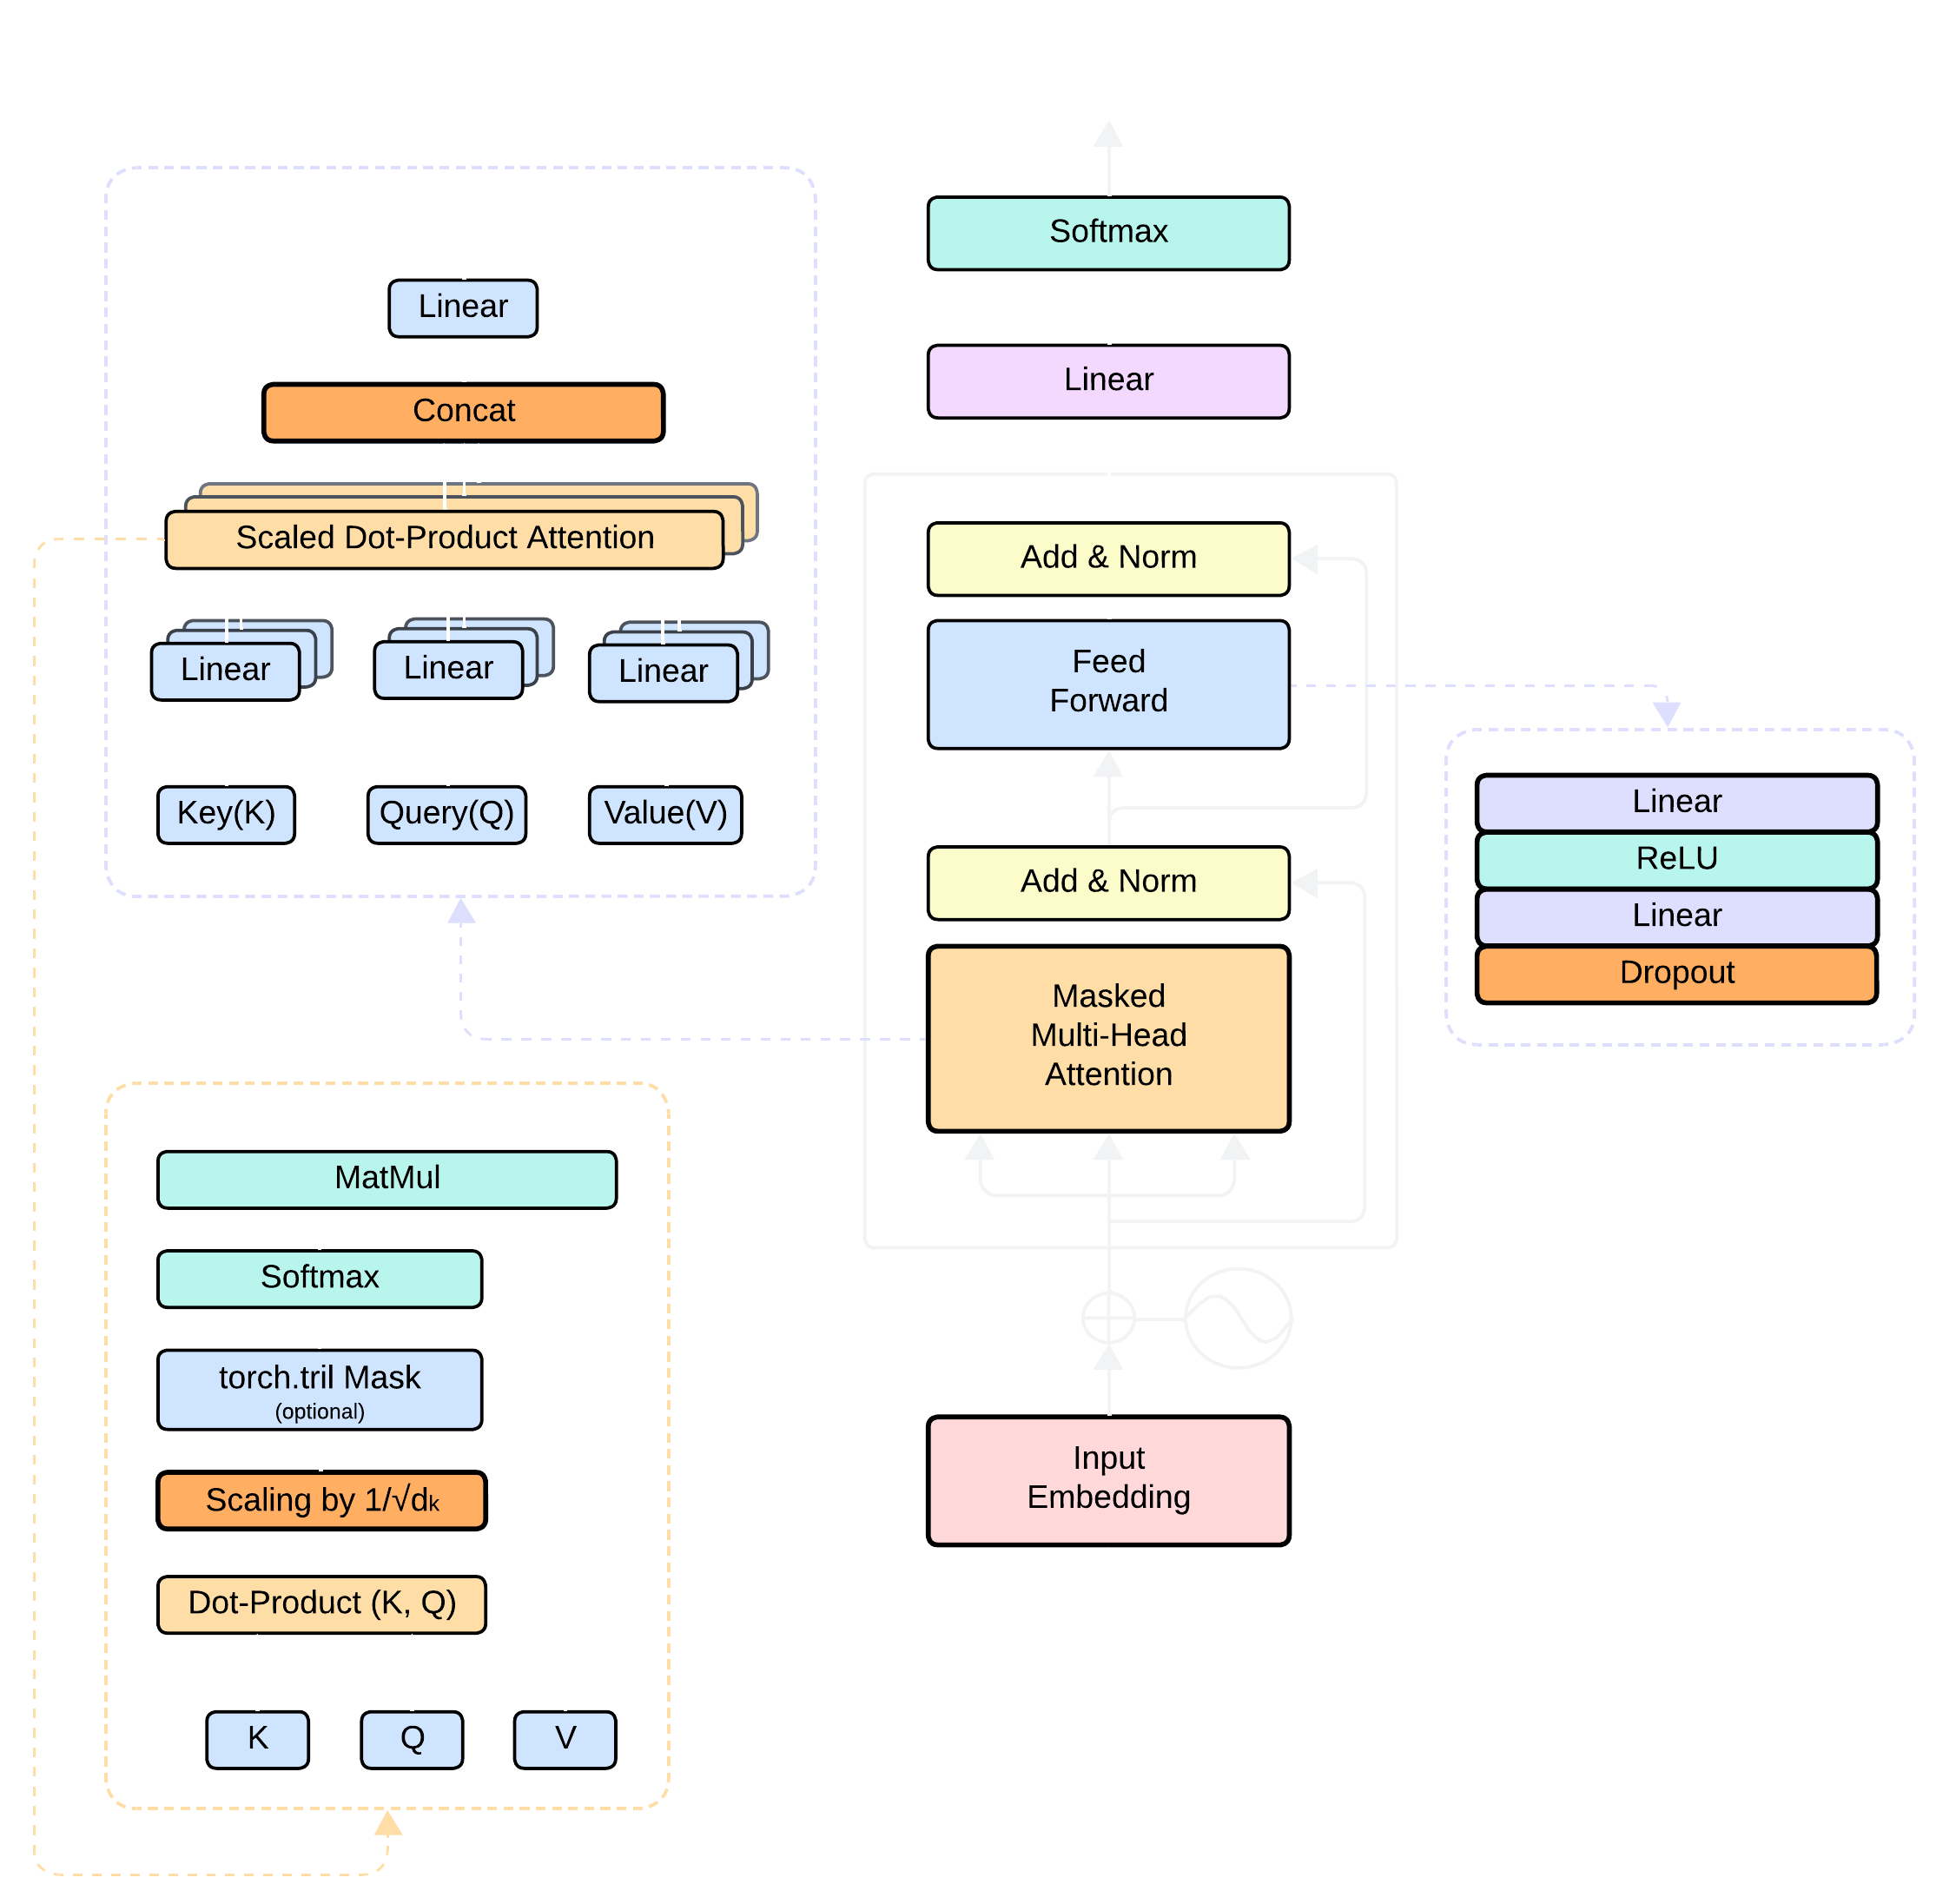 Linear
Concat
Scaled Dot-Product Attention
Linear
Linear
Linear
Key(K)
Query(Q)
Value(V)
MatMul
Softmax
torch.tril Mask
(optional)
Scaling by 1/√dk
Dot-Product (K, Q)
K
Q
V
Softmax
Linear
Add & Norm
Feed
Forward
Add & Norm
Masked
Multi-Head
Attention
Input
Embedding
Linear
ReLU
Linear
Dropout